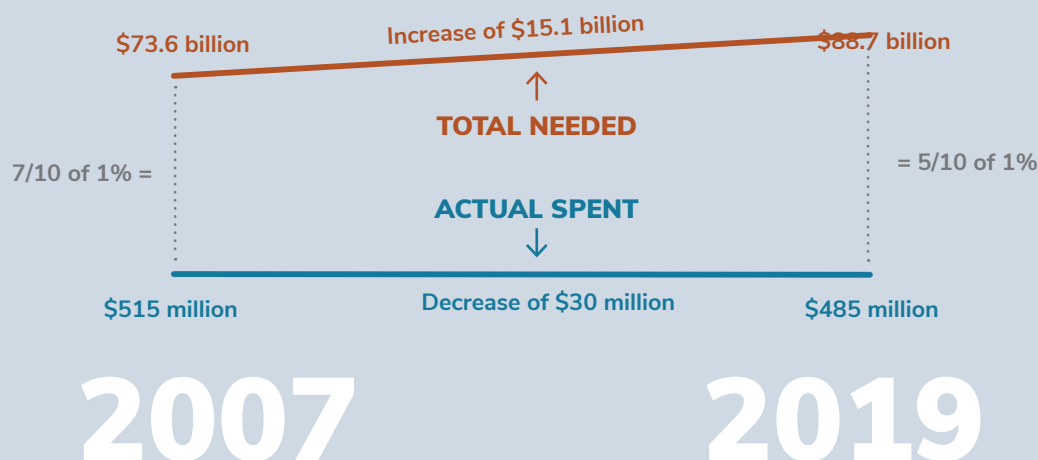 $73.6 billion
Increase of $15.1 billion
$88.7 billion
TOTAL NEEDED
7/10 of 1% =
= 5/10 of 1%
ACTUAL SPENT
$515 million
Decrease of $30 million
$485 million
2007
2019